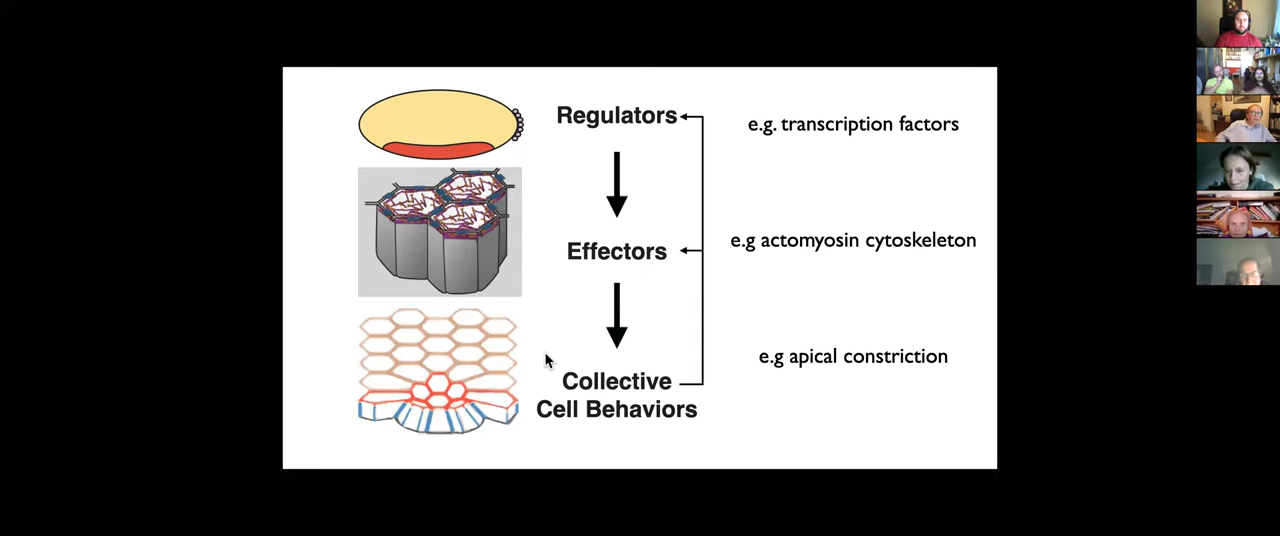 Regulators
e.g. transcription factors
Effectors
e.g actomyosin cytoskeleton
e.g apical constriction
Collective
Cell Behaviors